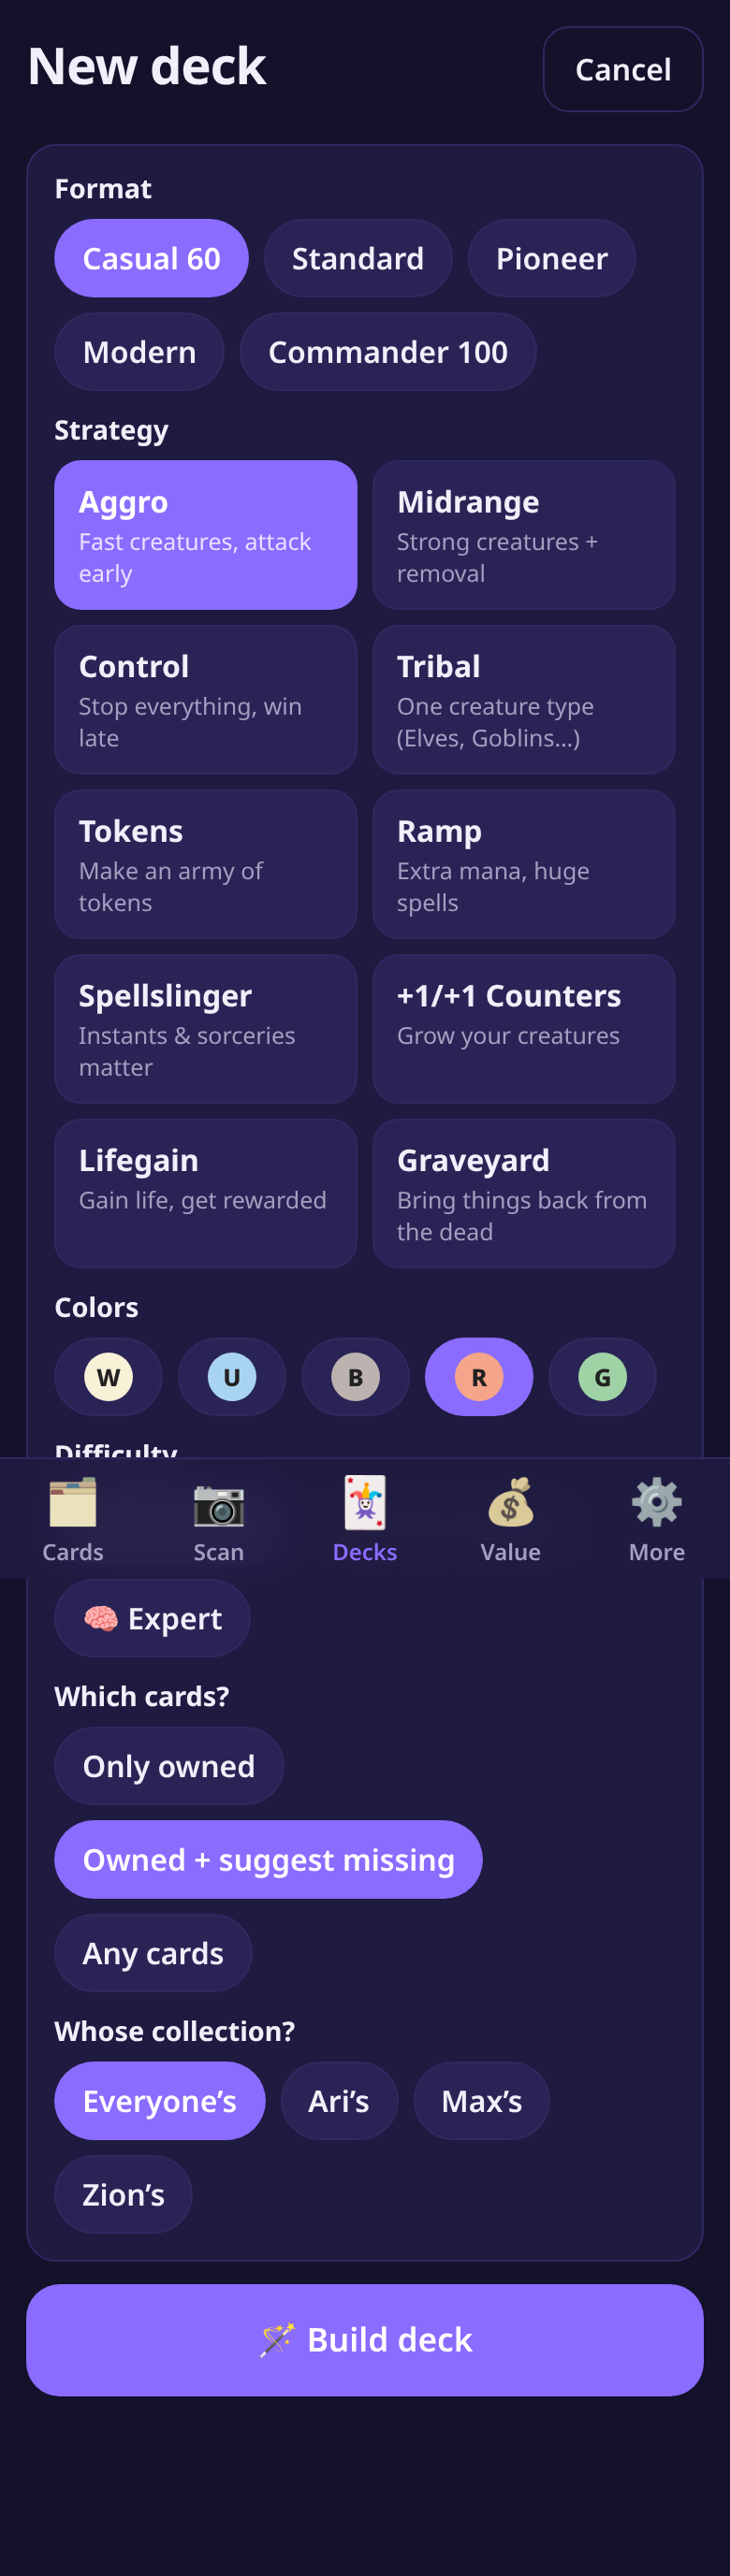 New deck
Cancel
Format
Casual 60
Standard
Pioneer
Modern
Commander 100
Strategy
Aggro
Fast creatures, attack
early
Midrange
Strong creatures +
removal
Control
Stop everything, win
late
Tribal
One creature type
(Elves, Goblins...)
Tokens
Make an army of
tokens
Ramp
Extra mana, huge
spells
Spellslinger
Instants & sorceries
matter
+1/+1 Counters
Grow your creatures
Lifegain
Gain life, get rewarded
Graveyard
Bring things back from
the dead
Colors
W
U
B
R
G
Difficulty
Cards
Scan
Decks
Value
More
Expert
Which cards?
Only owned
Owned + suggest missing
Any cards
Whose collection?
Everyone’s
Ari’s
Max’s
Zion’s
Build deck